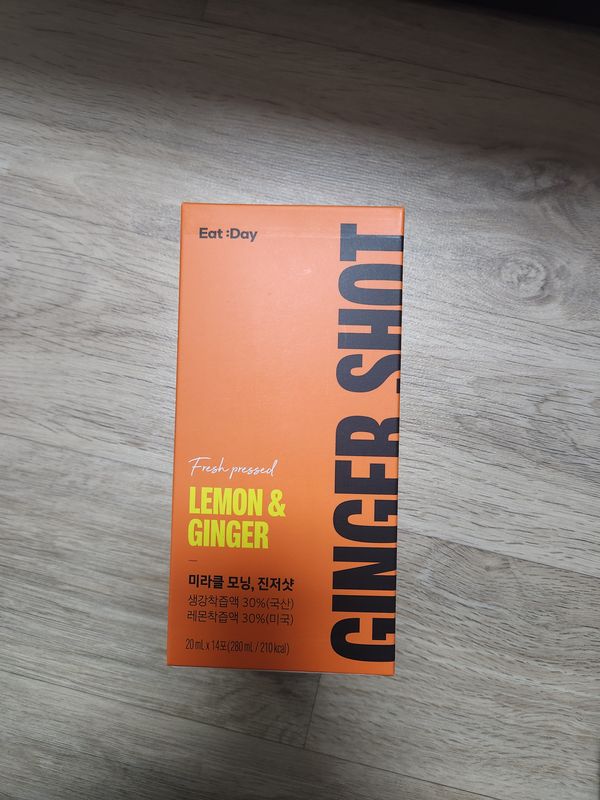 Eat:Day
GINGER SHOT
Fresh pressed
LEMON &
GINGER
미라클 모닝, 진저샷
생강착즙액 30%(국산)
레몬착즙액 30%(미국)
20 mL x 14포(280 mL / 210 kcal)